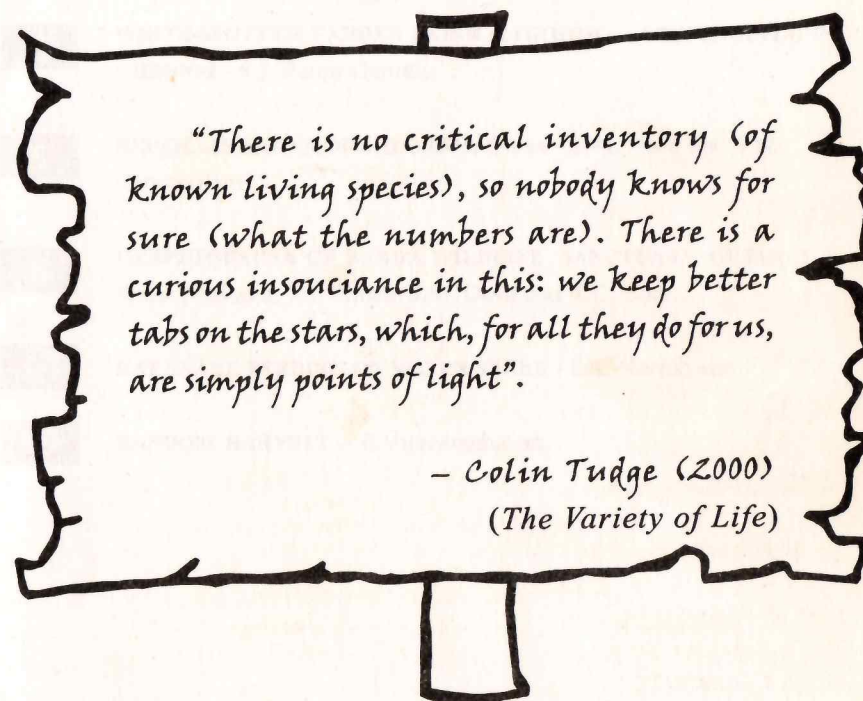 “There is no critical inventory (of
known living species), so nobody knows for
sure (what the numbers are). There is a
curious insouciance in this: we keep better
tabs on the stars, which, for all they do for us,
are simply points of light”.
– Colin Tudge (2000)
(The Variety of Life)